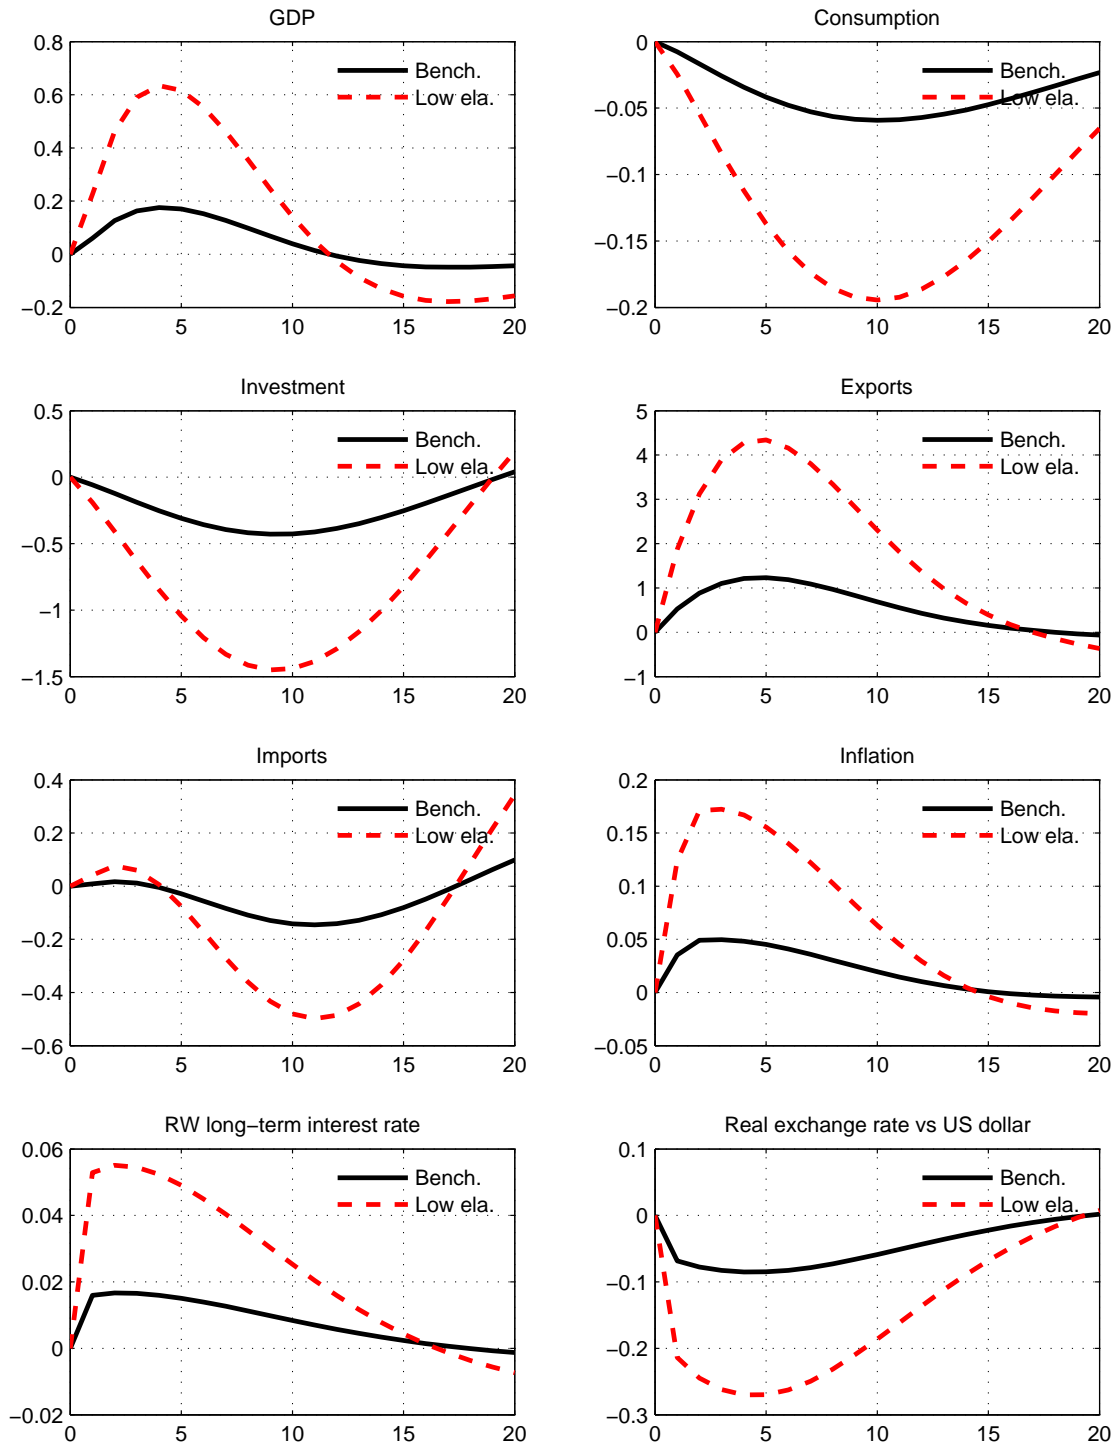 GDP
0.8
0.6
0.4
0.2
0
−0.2
0 5 10 15 20
Bench.
Low ela.
Consumption
0
−0.05
−0.1
−0.15
−0.2
0 5 10 15 20
Bench.
Low ela.
Investment
0.5
0
−0.5
−1
−1.5
0 5 10 15 20
Bench.
Low ela.
Exports
5
4
3
2
1
0
−1
0 5 10 15 20
Bench.
Low ela.
Imports
0.4
0.2
0
−0.2
−0.4
−0.6
0 5 10 15 20
Bench.
Low ela.
Inflation
0.2
0.15
0.1
0.05
0
−0.05
0 5 10 15 20
Bench.
Low ela.
RW long−term interest rate
0.06
0.04
0.02
0
−0.02
0 5 10 15 20
Bench.
Low ela.
Real exchange rate vs US dollar
0.1
0
−0.1
−0.2
−0.3
0 5 10 15 20
Bench.
Low ela.